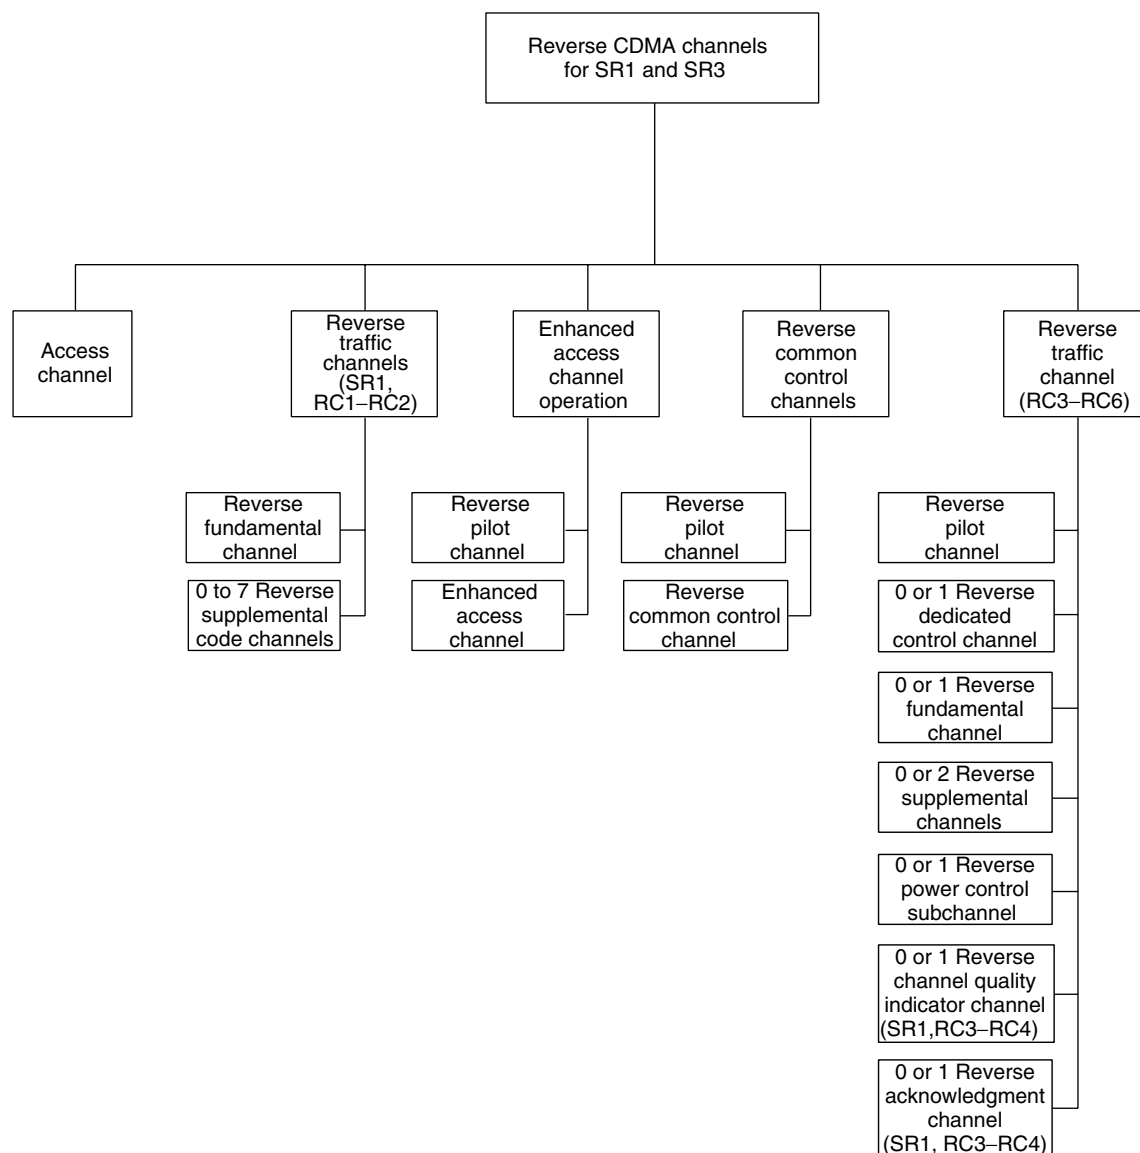 Reverse CDMA channels
for SR1 and SR3
Access
channel
Reverse
traffic
channels
(SR1,
RC1–RC2)
Enhanced
access
channel
operation
Reverse
common
control
channels
Reverse
traffic
channel
(RC3–RC6)
Reverse
fundamental
channel
0 to 7 Reverse
supplemental
code channels
Reverse
pilot
channel
Enhanced
access
channel
Reverse
pilot
channel
Reverse
common control
channel
Reverse
pilot
channel
0 or 1 Reverse
dedicated
control channel
0 or 1 Reverse
fundamental
channel
0 or 2 Reverse
supplemental
channels
0 or 1 Reverse
power control
subchannel
0 or 1 Reverse
channel quality
indicator channel
(SR1,RC3–RC4)
0 or 1 Reverse
acknowledgment
channel
(SR1, RC3–RC4)